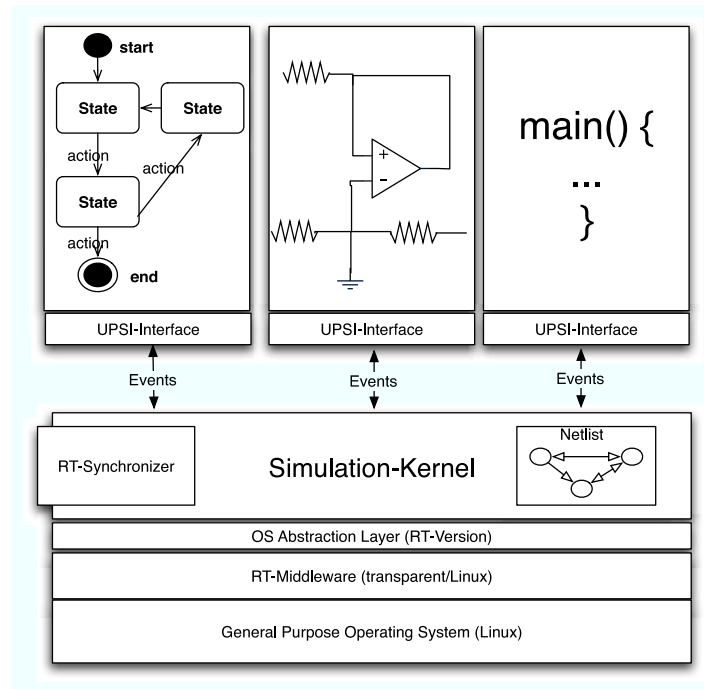 start
State
State
action
action
State
action
end
+
-
main() {
...
}
UPSI-Interface
UPSI-Interface
UPSI-Interface
Events
Events
Events
RT-Synchronizer
Simulation-Kernel
Netlist
OS Abstraction Layer (RT-Version)
RT-Middleware (transparent/Linux)
General Purpose Operating System (Linux)